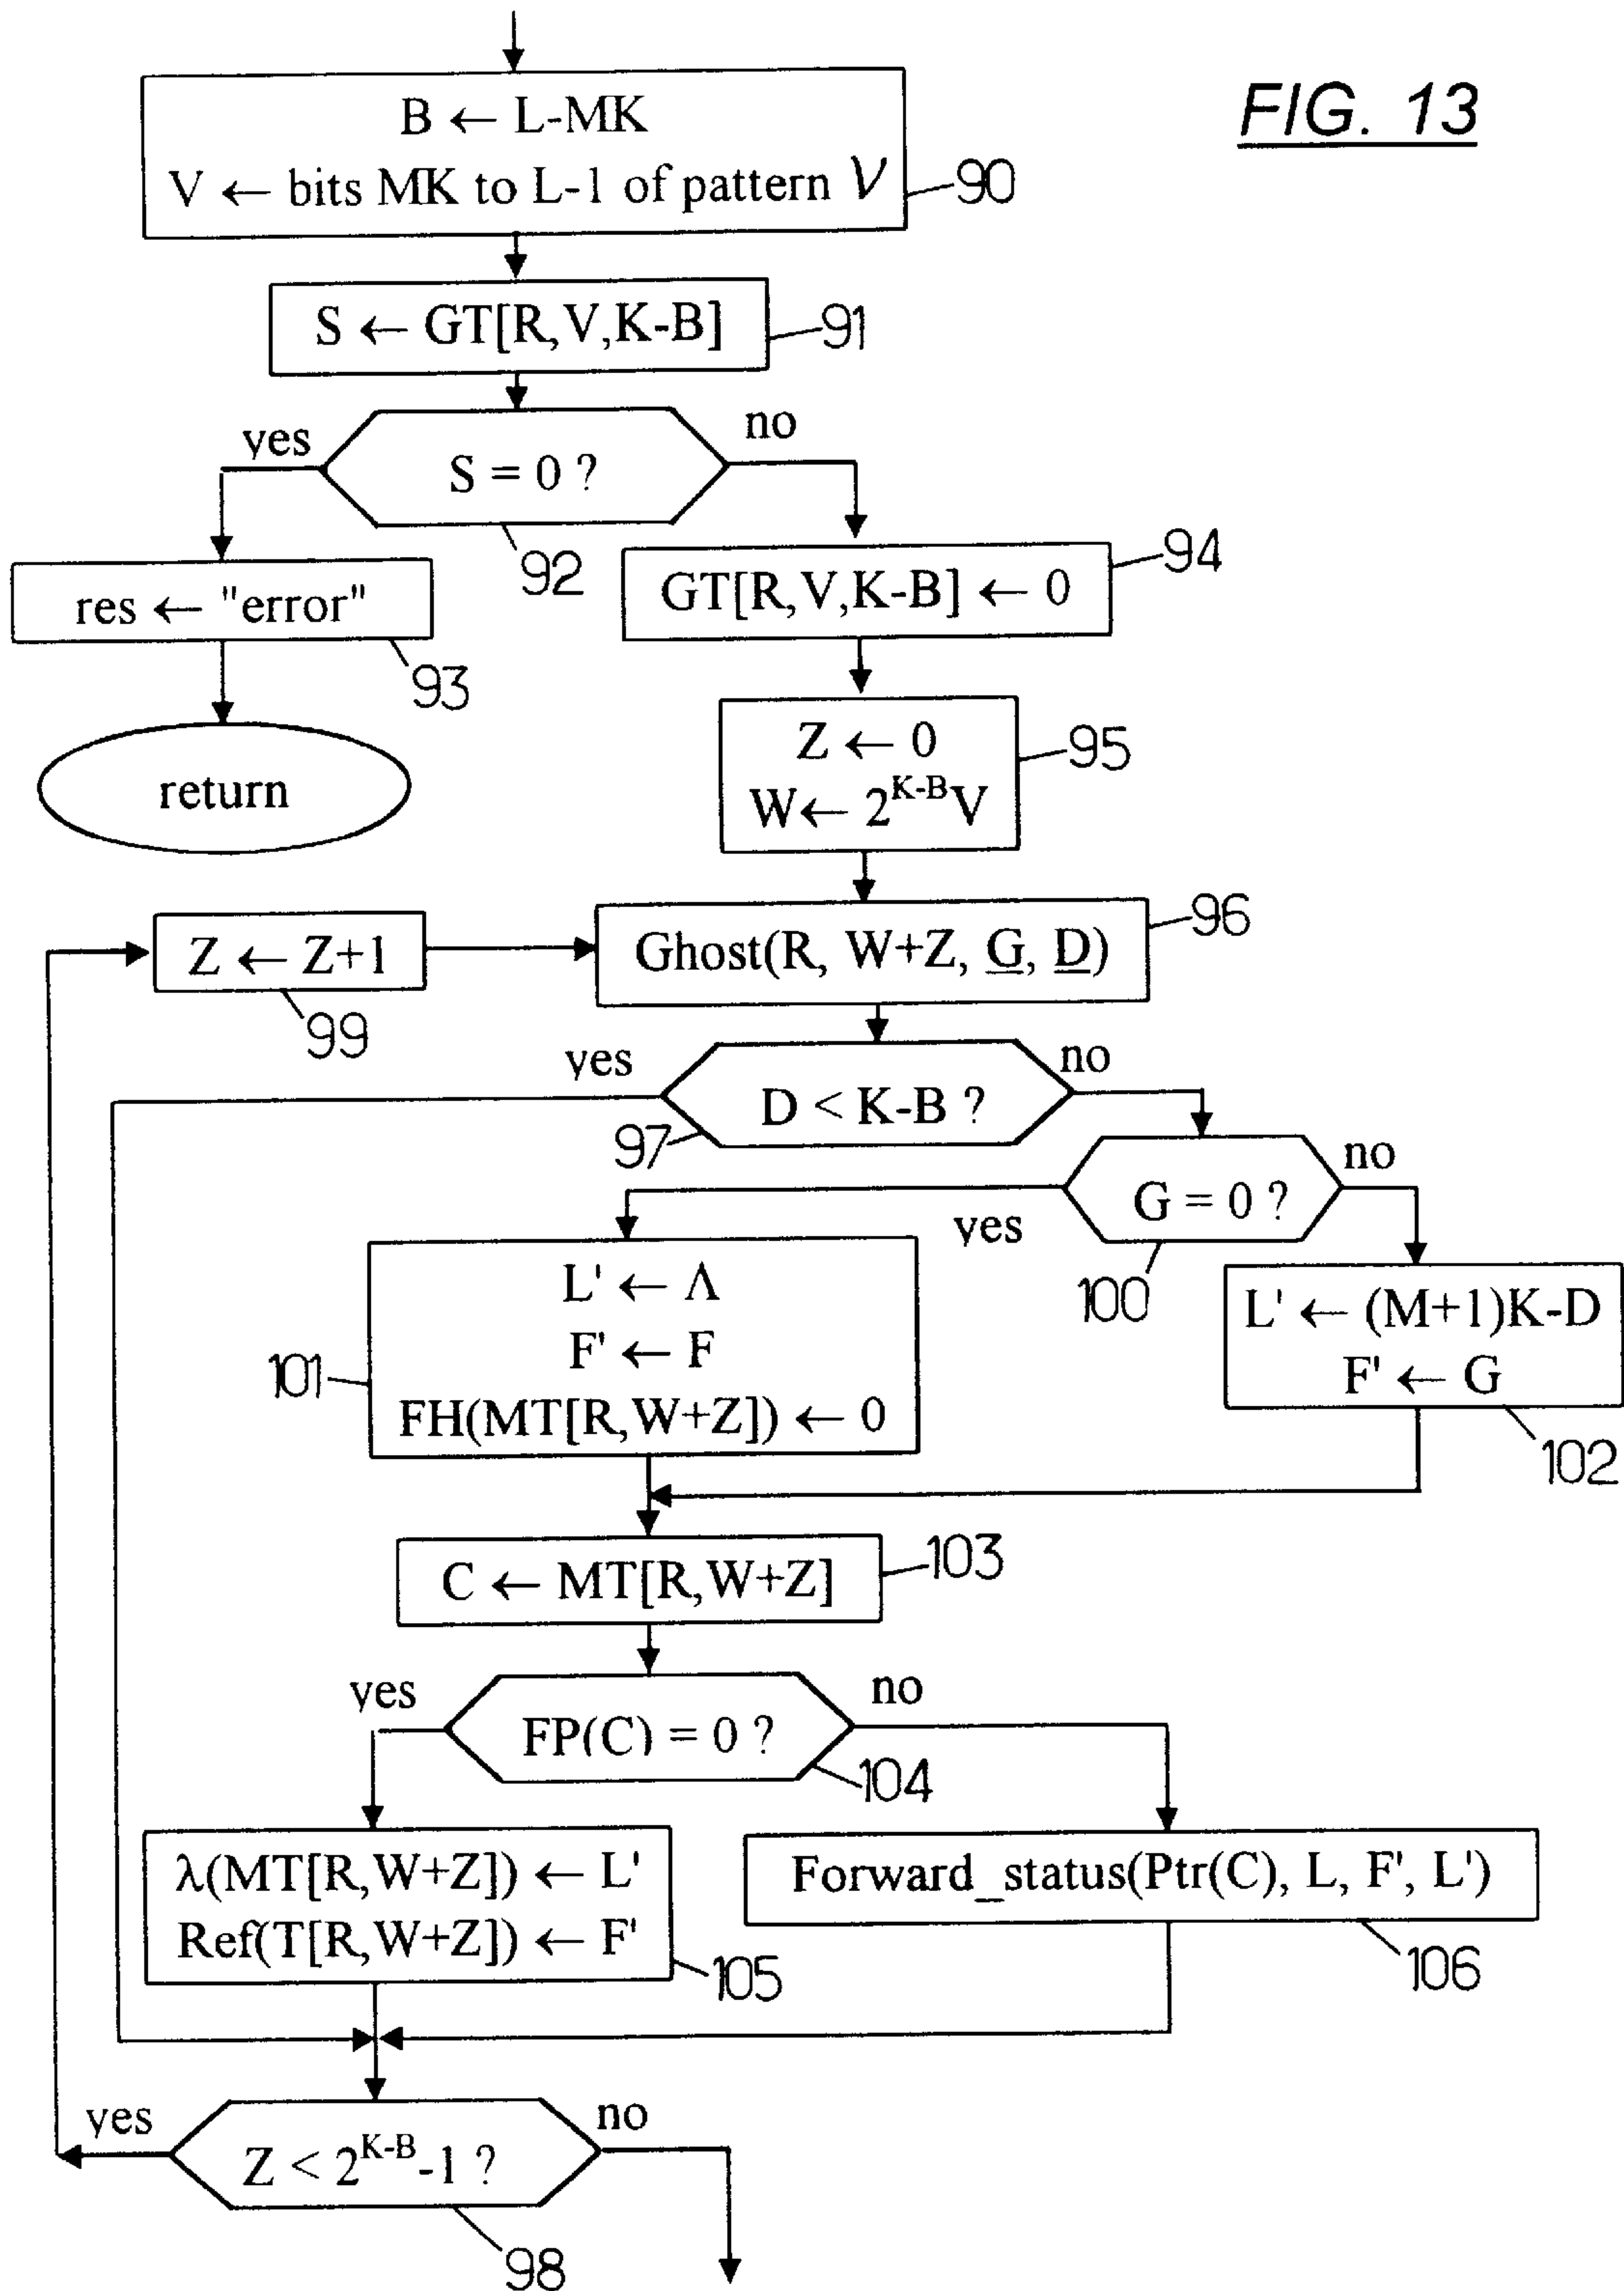 FIG. 13
B ← L-MK
V ← bits MK to L-1 of pattern V
90
S ← GT[R,V,K-B]
91
yes
no
S = 0 ?
92
res ← "error"
93
return
94
GT[R,V,K-B] ← 0
Z ← 0
W← 2^K-B V
95
Z ← Z+1
99
Ghost(R, W+Z, G, D)
96
yes
no
D < K-B ?
97
no
G = 0 ?
yes
100
L' ← Λ
F' ← F
FH(MT[R,W+Z]) ← 0
101
L' ← (M+1)K-D
F' ← G
102
C ← MT[R,W+Z]
103
yes
no
FP(C) = 0 ?
104
λ(MT[R,W+Z]) ← L'
Ref(T[R,W+Z]) ← F'
105
Forward_status(Ptr(C), L, F', L')
106
yes
no
Z < 2^K-B -1 ?
98